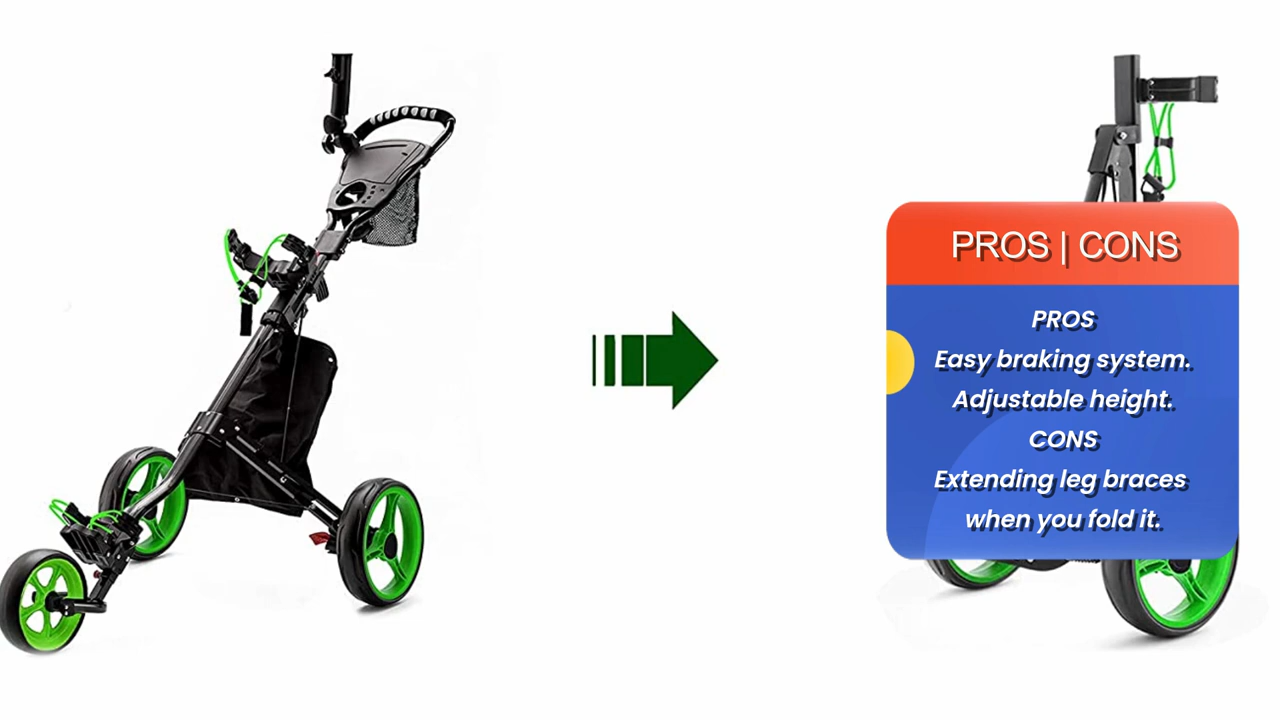 PROS | CONS
PROS
Easy braking system.
Adjustable height.
CONS
Extending leg braces
when you fold it.